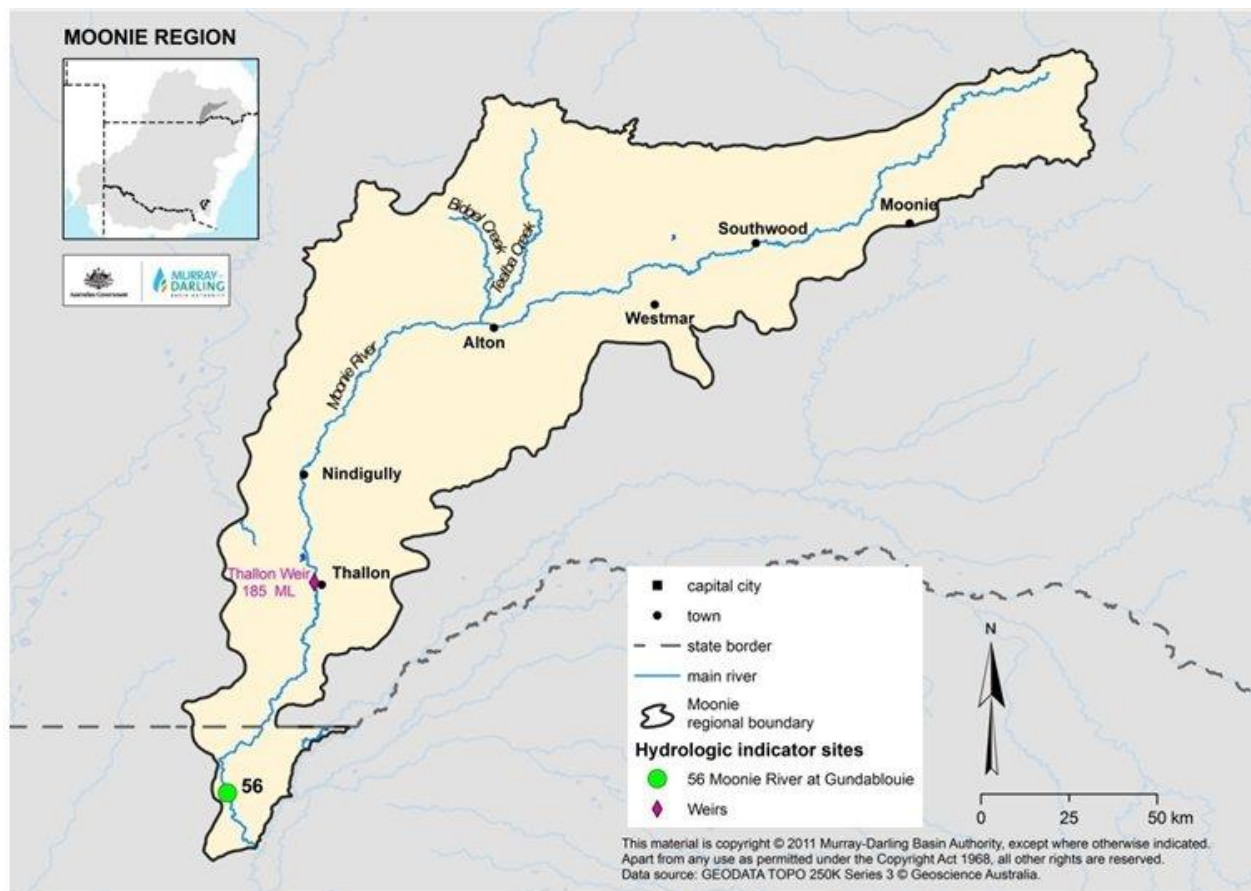 MOONIE REGION
Australian Government
MURRAY-DARLING
BASIN AUTHORITY
Bidgel Creek
Teelba Creek
Moonie
Southwood
Westmar
Alton
Moonie River
Nindigully
Thallon Weir
185 ML
Thallon
56
capital city
town
state border
main river
Moonie
regional boundary
Hydrologic indicator sites
56 Moonie River at Gundablouie
Weirs
N
0 25 50 km
This material is copyright © 2011 Murray-Darling Basin Authority, except where otherwise indicated.
Apart from any use as permitted under the Copyright Act 1968, all other rights are reserved.
Data source: GEODATA TOPO 250K Series 3 © Geoscience Australia.